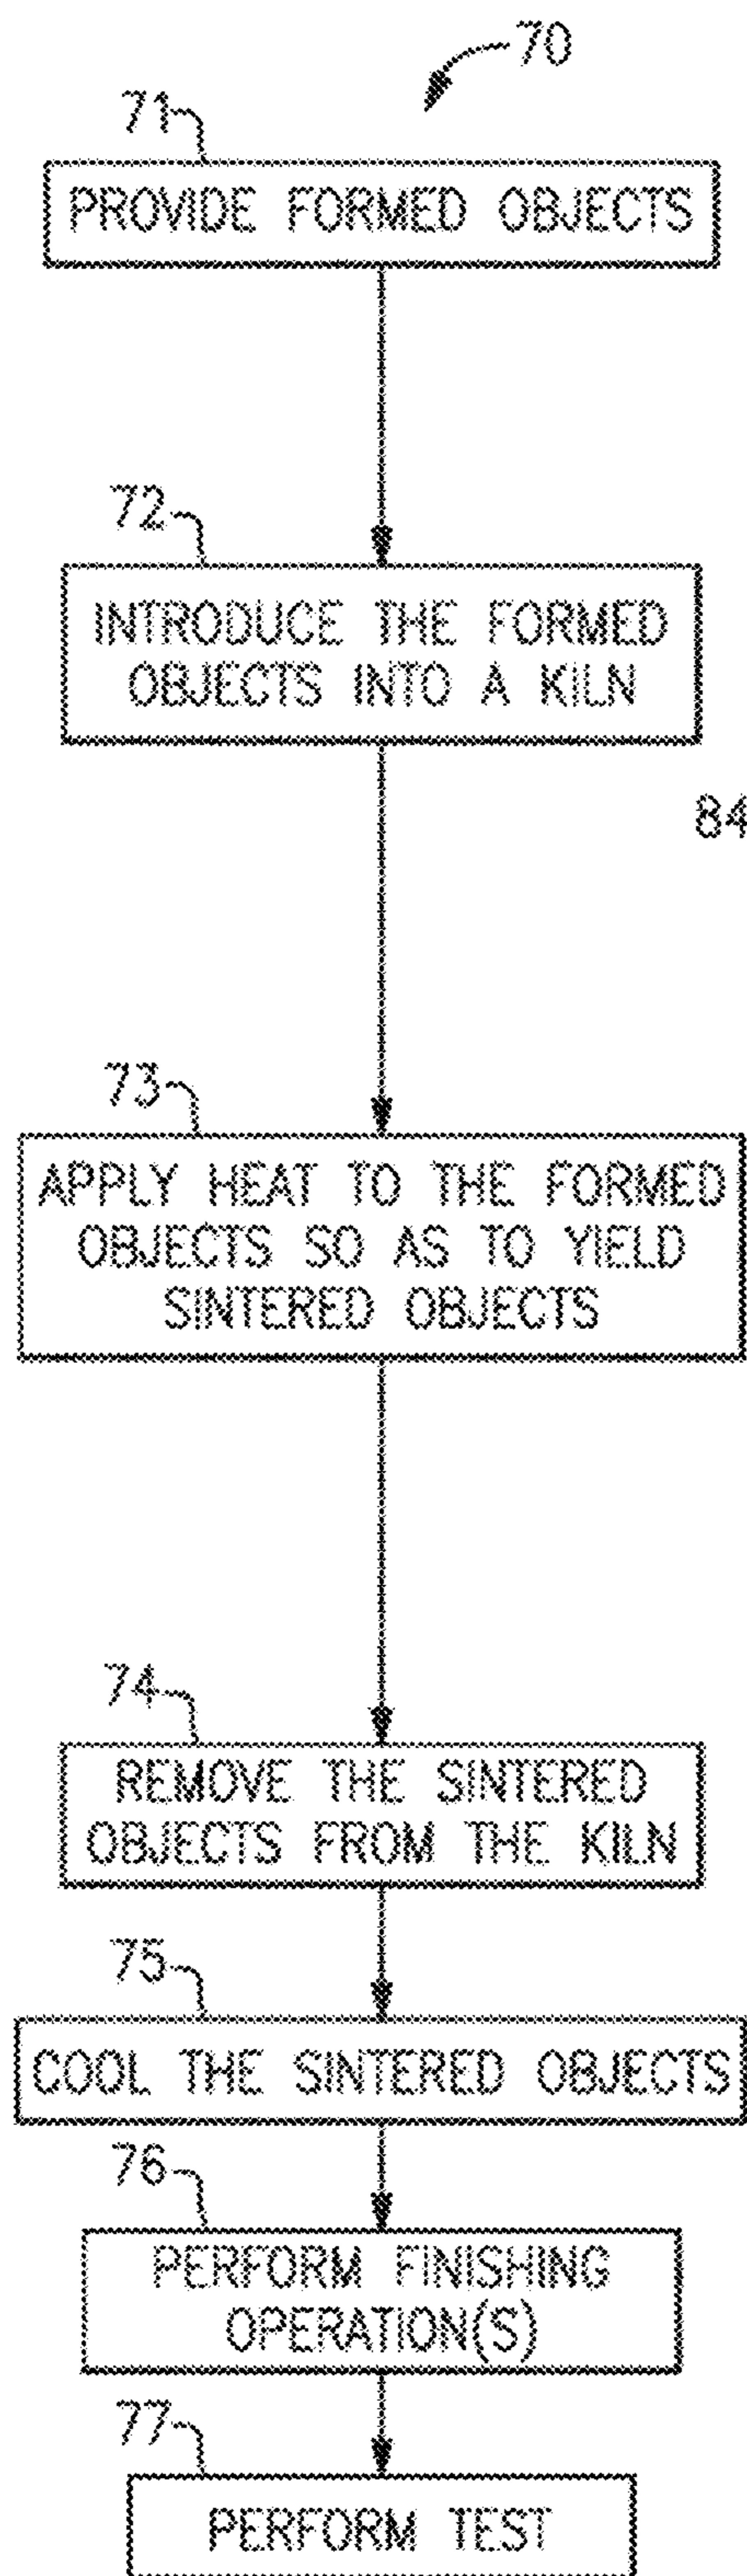 70
71
PROVIDE FORMED OBJECTS
72
INTRODUCE THE FORMED
OBJECTS INTO A KILN
84
73
APPLY HEAT TO THE FORMED
OBJECTS SO AS TO YIELD
SINTERED OBJECTS
74
REMOVE THE SINTERED
OBJECTS FROM THE KILN
75
COOL THE SINTERED OBJECTS
76
PERFORM FINISHING
OPERATION(S)
77
PERFORM TEST